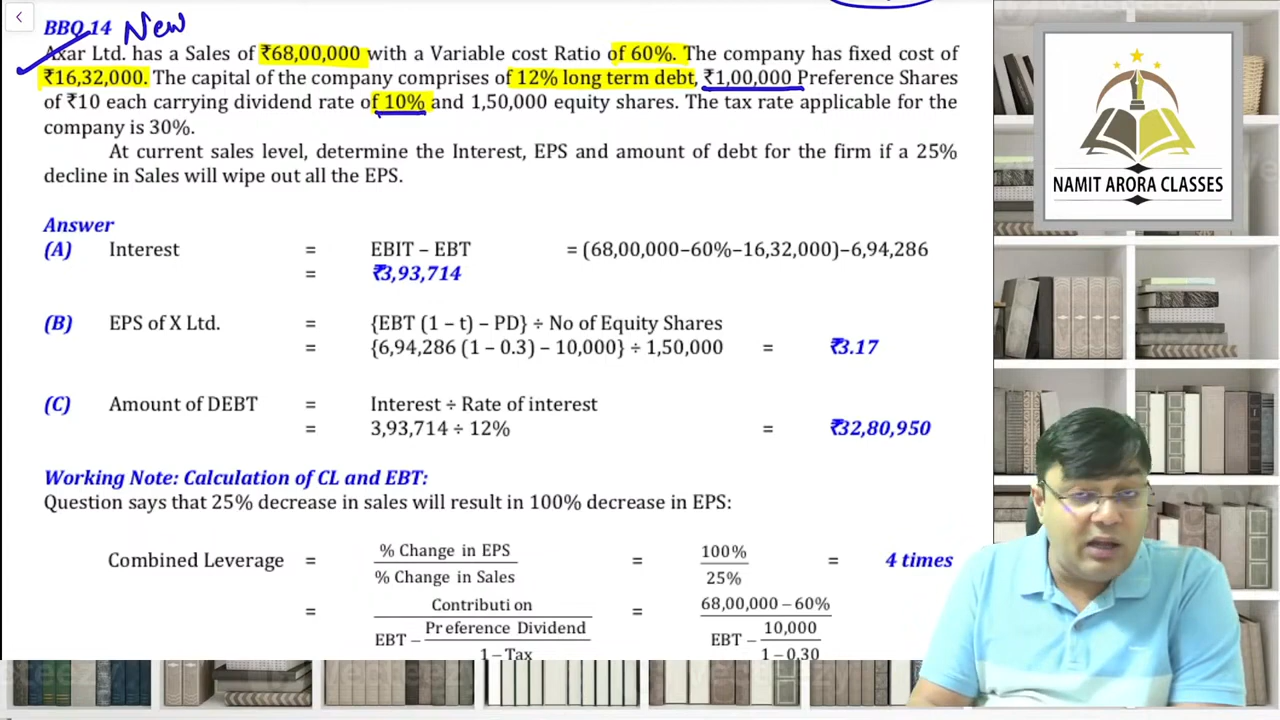 BBQ 14 New
Axar Ltd. has a Sales of ₹68,00,000 with a Variable cost Ratio of 60%. The company has fixed cost of
₹16,32,000. The capital of the company comprises of 12% long term debt, ₹1,00,000 Preference Shares
of ₹10 each carrying dividend rate of 10% and 1,50,000 equity shares. The tax rate applicable for the
company is 30%.
At current sales level, determine the Interest, EPS and amount of debt for the firm if a 25%
decline in Sales will wipe out all the EPS.
Answer
(A) Interest = EBIT – EBT = (68,00,000–60%–16,32,000)–6,94,286
= ₹3,93,714
(B) EPS of X Ltd. = {EBT (1 – t) – PD} ÷ No of Equity Shares
= {6,94,286 (1 – 0.3) – 10,000} ÷ 1,50,000 = ₹3.17
(C) Amount of DEBT = Interest ÷ Rate of interest
= 3,93,714 ÷ 12% = ₹32,80,950
Working Note: Calculation of CL and EBT:
Question says that 25% decrease in sales will result in 100% decrease in EPS:
Combined Leverage = % Change in EPS / % Change in Sales = 100% / 25% = 4 times
= Contributi on / EBT – Pr eference Dividend / 1 – Tax = 68,00,000 – 60% / EBT – 10,000 / 1 – 0.30
NAMIT ARORA CLASSES